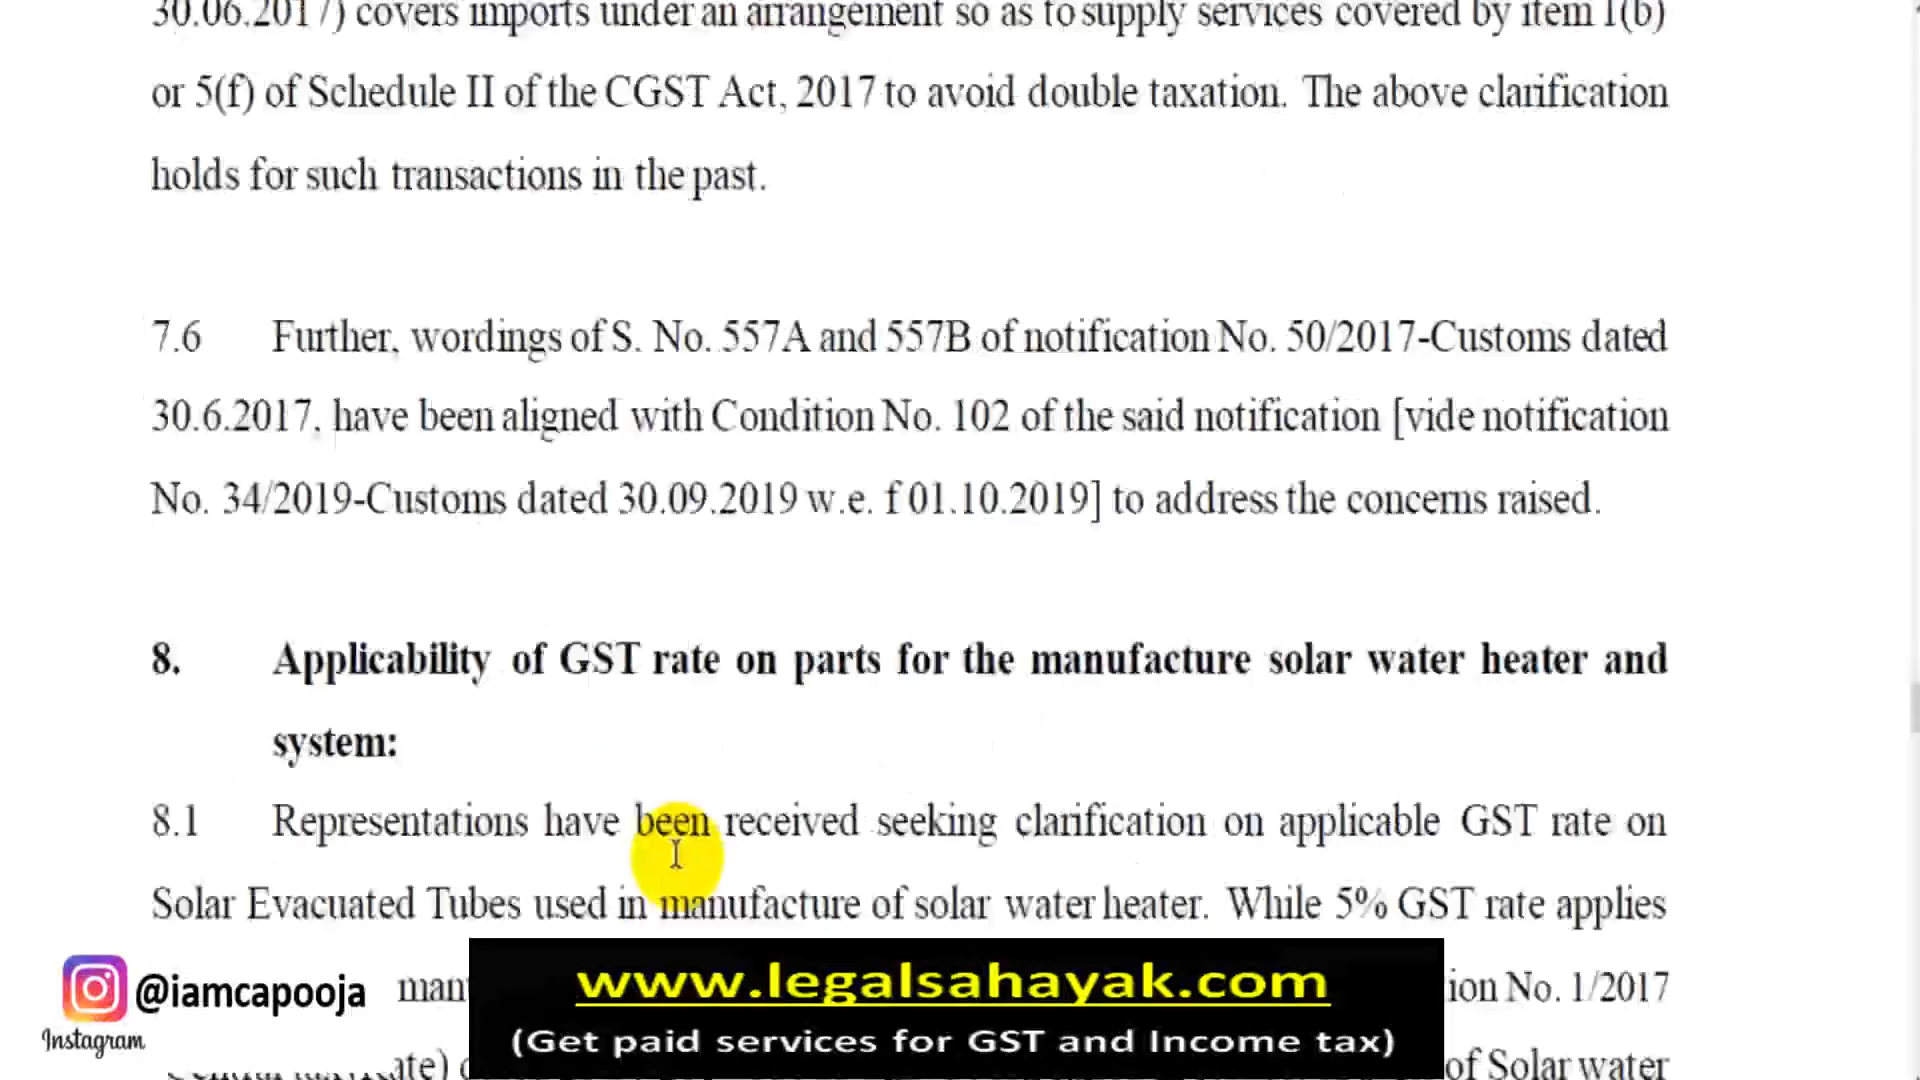 30.06.2017) covers imports under an arrangement so as to supply services covered by item 1(b)
or 5(f) of Schedule II of the CGST Act, 2017 to avoid double taxation. The above clarification
holds for such transactions in the past.
7.6 Further, wordings of S. No. 557A and 557B of notification No. 50/2017-Customs dated
30.6.2017, have been aligned with Condition No. 102 of the said notification [vide notification
No. 34/2019-Customs dated 30.09.2019 w.e. f 01.10.2019] to address the concerns raised.
8. Applicability of GST rate on parts for the manufacture solar water heater and
system:
8.1 Representations have been received seeking clarification on applicable GST rate on
Solar Evacuated Tubes used in manufacture of solar water heater. While 5% GST rate applies
No. 1/2017
of Solar water
@iamcapooja
Instagram
www.legalsahayak.com
(Get paid services for GST and Income tax)